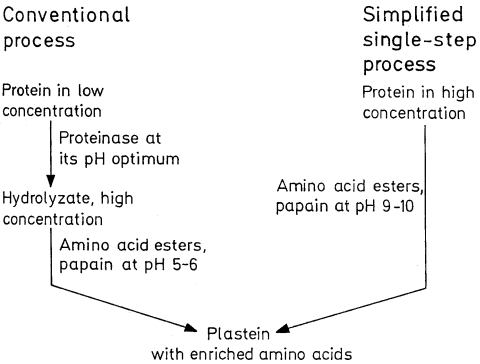 Conventional
process
Protein in low
concentration
Proteinase at
its pH optimum
Hydrolyzate, high
concentration
Amino acid esters,
papain at pH 5-6
Simplified
single-step
process
Protein in high
concentration
Amino acid esters,
papain at pH 9-10
Plastein
with enriched amino acids